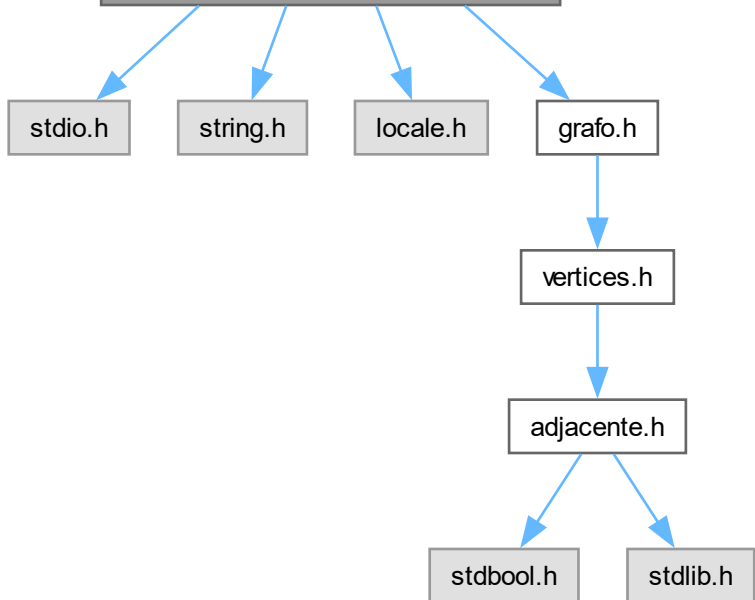 stdio.h
string.h
locale.h
grafo.h
vertices.h
adjacente.h
stdbool.h
stdlib.h